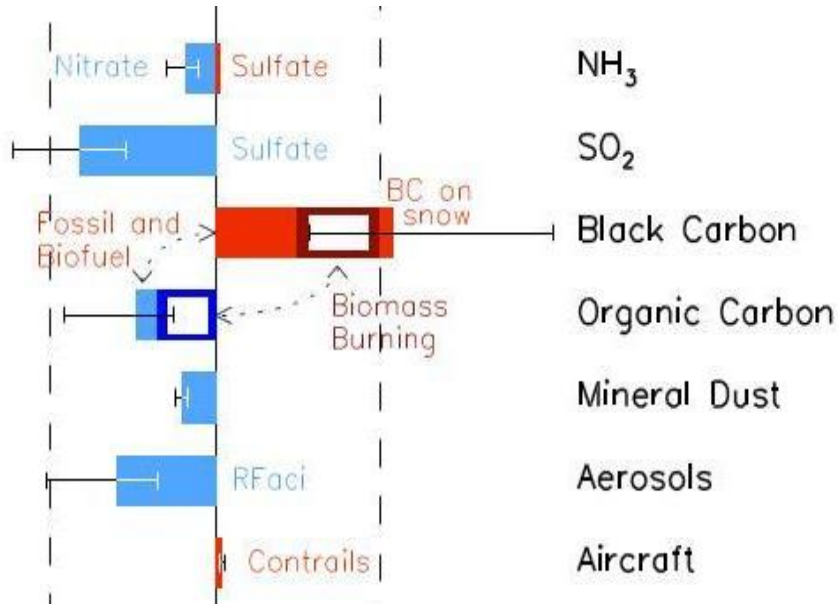 Nitrate Sulfate NH₃
Sulfate SO₂
BC on
snow
Fossil and
Biofuel
Black Carbon
Biomass
Burning
Organic Carbon
Mineral Dust
RFaci Aerosols
Contrails Aircraft